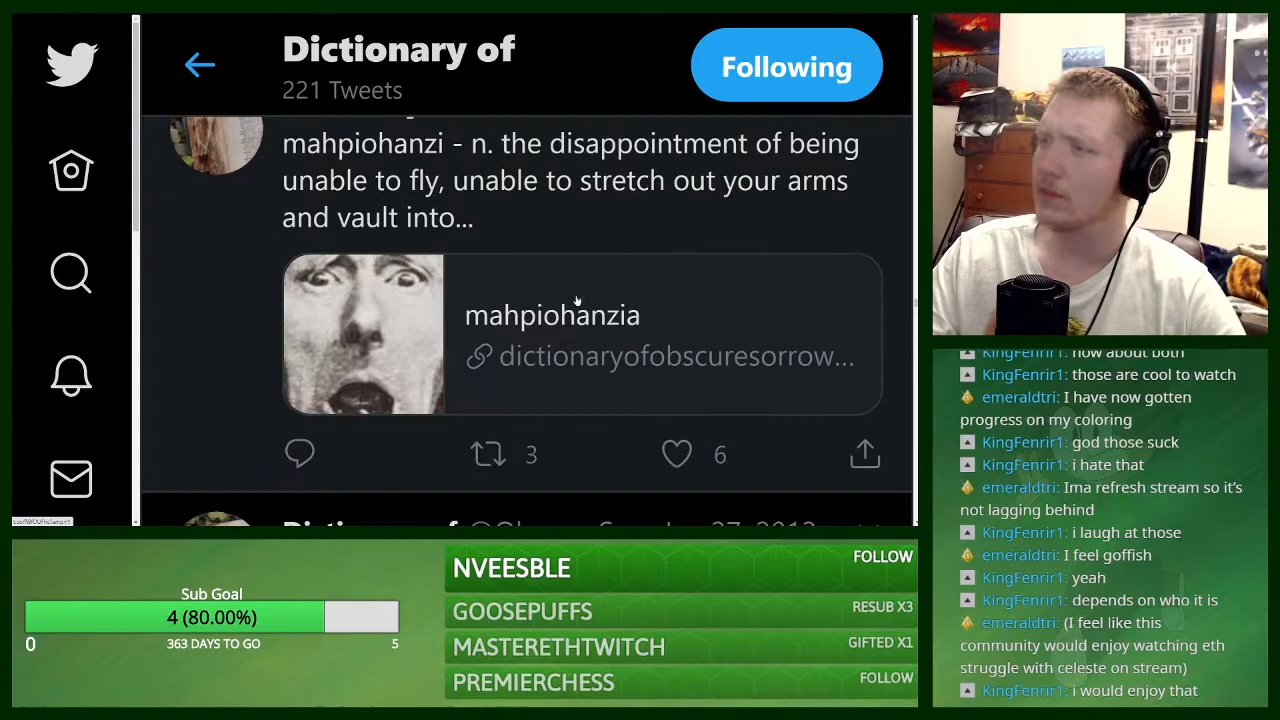 Dictionary of
221 Tweets
Following
mahpiohanzi - n. the disappointment of being
unable to fly, unable to stretch out your arms
and vault into...
mahpiohanzia
dictionaryofobscuresorrow...
3
6
Sub Goal
4 (80.00%)
0
363 DAYS TO GO
5
NVEESBLE
FOLLOW
GOOSEPUFFS
RESUB X3
MASTERETHTWITCH
GIFTED X1
PREMIERCHESS
FOLLOW
KingFenrir1: how about both
KingFenrir1: those are cool to watch
emeraldtri: I have now gotten
progress on my coloring
KingFenrir1: god those suck
KingFenrir1: i hate that
emeraldtri: Ima refresh stream so it's
not lagging behind
KingFenrir1: i laugh at those
emeraldtri: I feel goffish
KingFenrir1: yeah
KingFenrir1: depends on who it is
emeraldtri: (I feel like this
community would enjoy watching eth
struggle with celeste on stream)
KingFenrir1: i would enjoy that